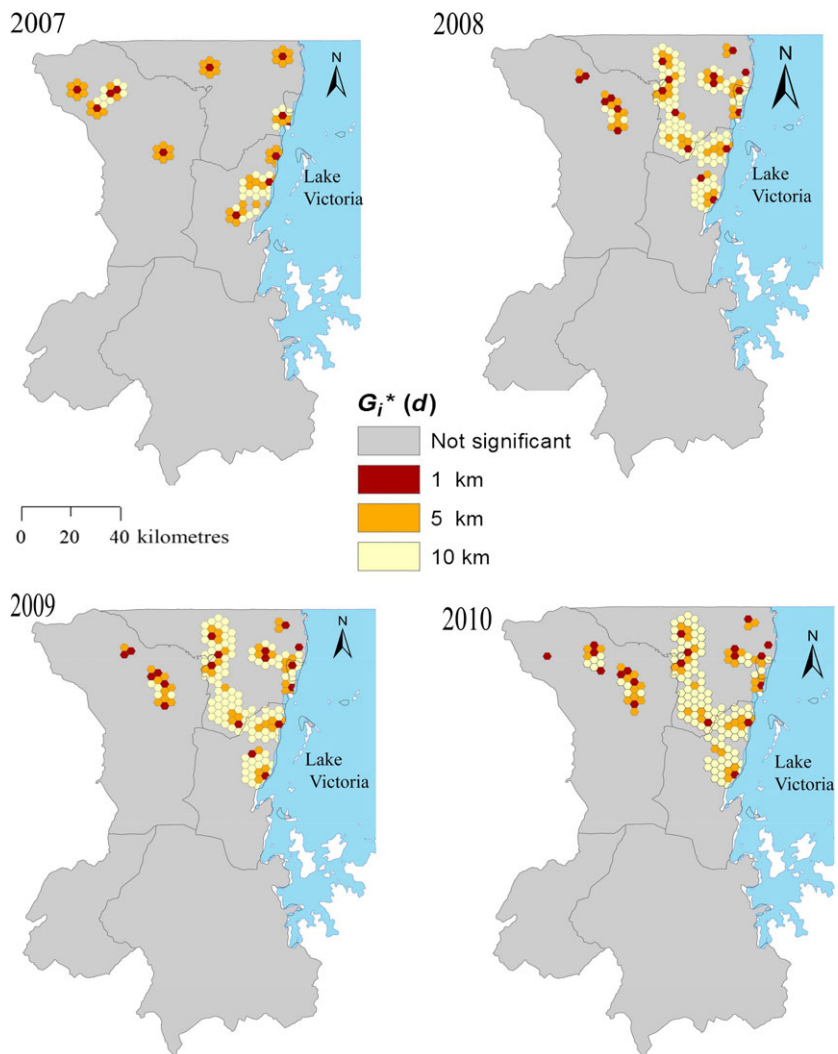 2007
N
Lake
Victoria
2008
N
Lake
Victoria
Gi* (d)
Not significant
1 km
5 km
10 km
0 20 40 kilometres
2009
N
Lake
Victoria
2010
N
Lake
Victoria